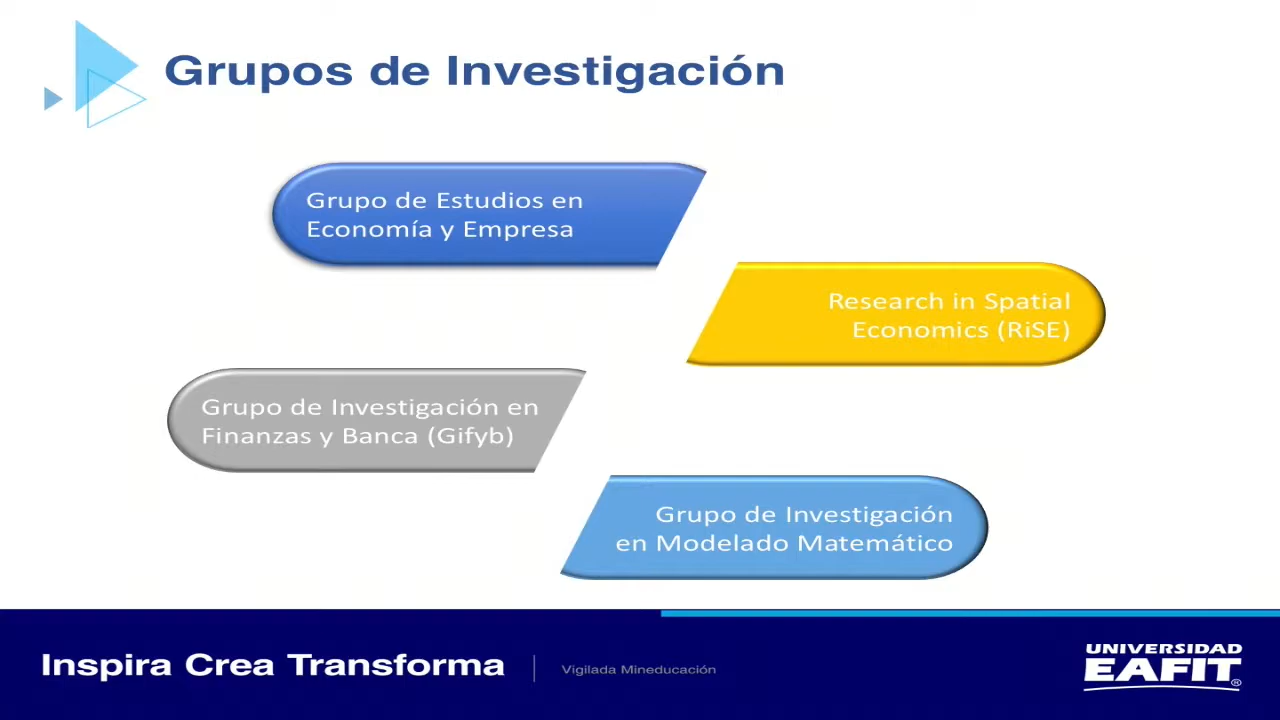 Grupos de Investigación
Grupo de Estudios en
Economía y Empresa
Research in Spatial
Economics (RiSE)
Grupo de Investigación en
Finanzas y Banca (Gifyb)
Grupo de Investigación
en Modelado Matemático
Inspira Crea Transforma
Vigilada Mineducación
UNIVERSIDAD
EAFIT®